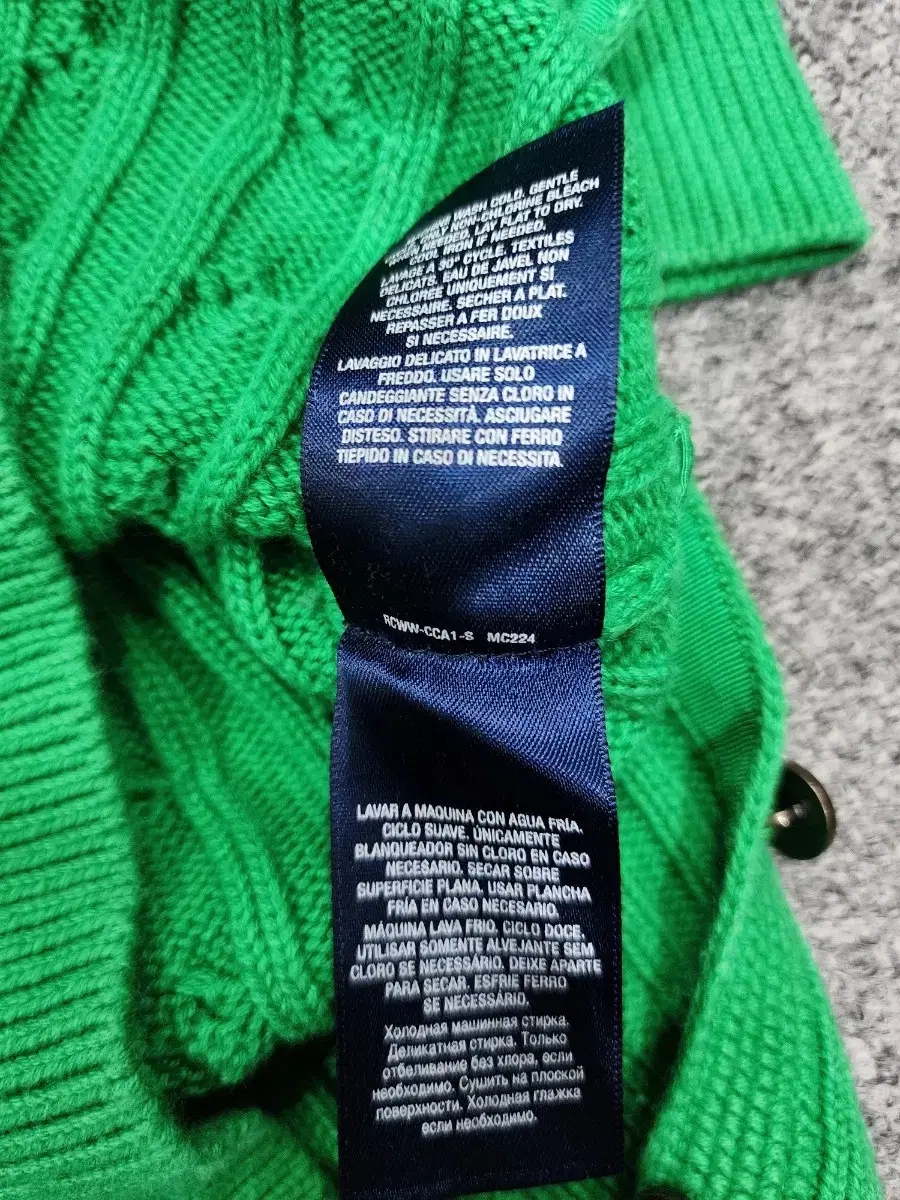 WASH COLD. GENTLE
ONLY NON-CHLORINE BLEACH
WHEN NEEDED. LAY FLAT TO DRY.
COOL IRON IF NEEDED.
LAVAGE A 30° CYCLE. TEXTILES
DELICATS. EAU DE JAVEL NON
CHLOREE UNIQUEMENT SI
NECESSAIRE. SECHER A PLAT.
REPASSER A FER DOUX
SI NECESSAIRE.
LAVAGGIO DELICATO IN LAVATRICE A
FREDDO. USARE SOLO
CANDEGGIANTE SENZA CLORO IN
CASO DI NECESSITÀ. ASCIUGARE
DISTESO. STIRARE CON FERRO
TIEPIDO IN CASO DI NECESSITA.
RCWW-CCA1-S MC224
LAVAR A MAQUINA CON AGUA FRÍA.
CICLO SUAVE. ÚNICAMENTE
BLANQUEADOR SIN CLORO EN CASO
NECESARIO. SECAR SOBRE
SUPERFICIE PLANA. USAR PLANCHA
FRÍA EN CASO NECESARIO.
MÁQUINA LAVA FRIO. CICLO DOCE.
UTILISAR SOMENTE ALVEJANTE SEM
CLORO SE NECESSÁRIO. DEIXE APARTE
PARA SECAR. ESFRIE FERRO
SE NECESSÁRIO.
Холодная машинная стирка.
Деликатная стирка. Только
отбеливание без хлора, если
необходимо. Сушить на плоской
поверхности. Холодная глажка
если необходимо.